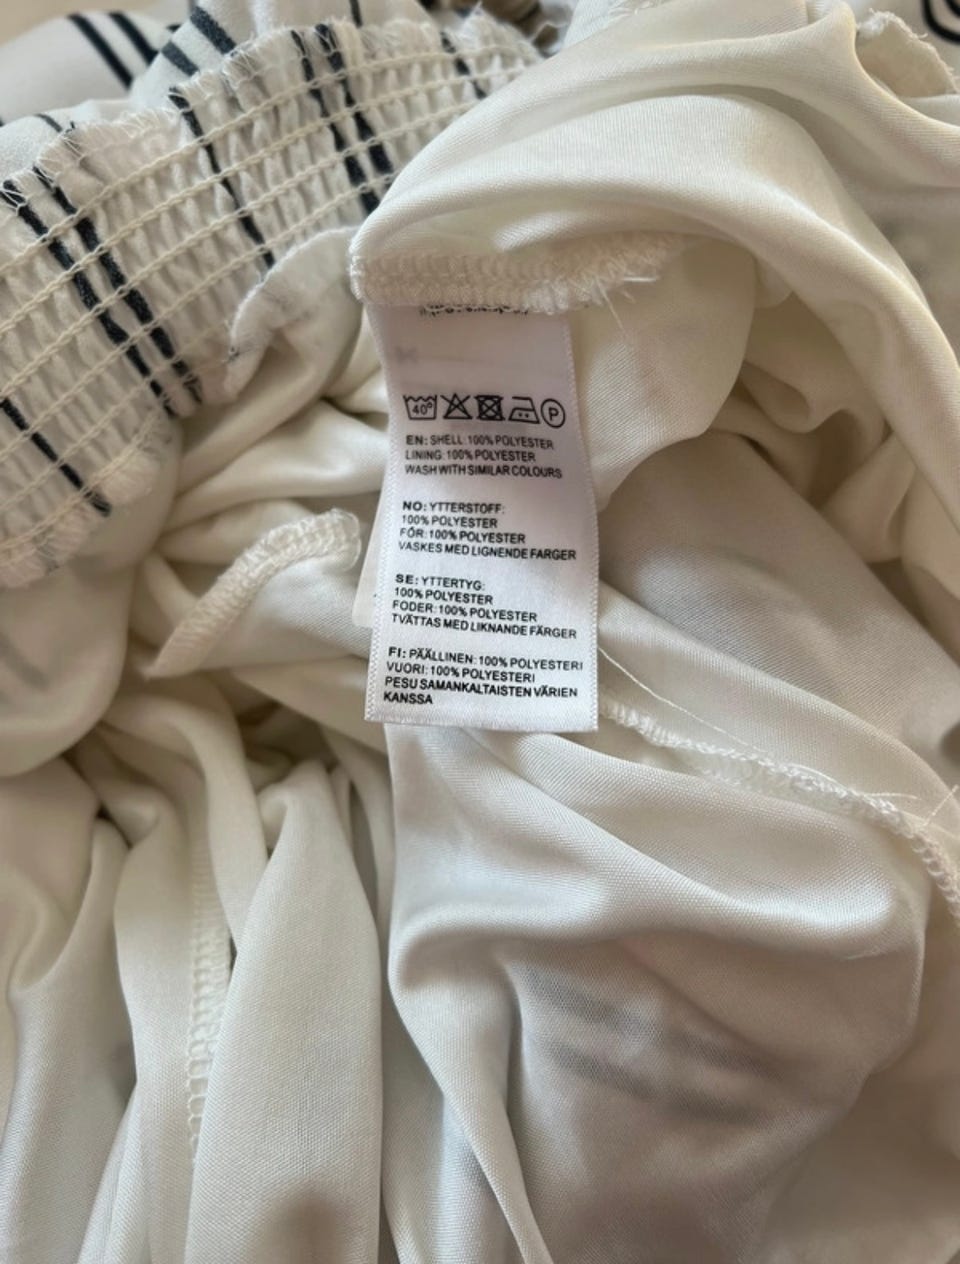 40°
P
EN: SHELL: 100% POLYESTER
LINING: 100% POLYESTER
WASH WITH SIMILAR COLOURS
NO: YTTERSTOFF:
100% POLYESTER
FÓR: 100% POLYESTER
VASKES MED LIGNENDE FARGER
SE: YTTERTYG:
100% POLYESTER
FODER: 100% POLYESTER
TVÄTTAS MED LIKNANDE FÄRGER
FI: PÄÄLLINEN: 100% POLYESTERI
VUORI: 100% POLYESTERI
PESU SAMANKALTAISTEN VÄRIEN
KANSSA